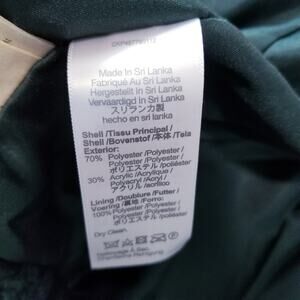 Made In Sri Lanka
Fabriqué Au Sri Lanka
Hergestellt In Sri Lanka
Vervaardigd In Sri Lanka
スリランカ製
hecho en sri lanka
Shell /Tissu Principal /
Shell /Bovenstof /本体 /Tela
Exterior:
70% Polyester /Polyester /
Polyester /Polyester /
ポリエステル /poliéster
30% Acrylic /Acrylique /
Polyacryl /Acryl /
アクリル /acrílico
Lining /Doublure /Futter /
Voering /裏地 /Forro:
100% Polyester /Polyester /
Polyester /Polyester /
ポリエステル /poliéster
Dry Clean.
Nettoyage À Sec.
Chemische Reinigung.